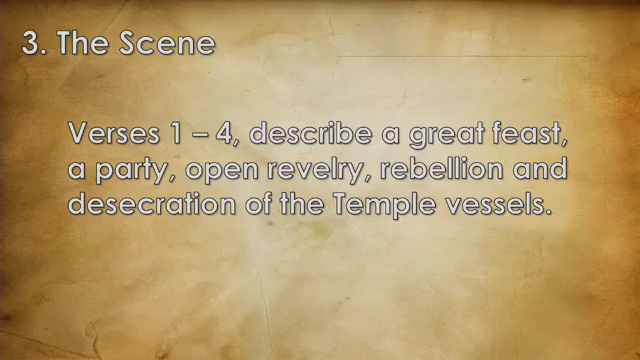 3. The Scene
Verses 1 – 4, describe a great feast,
a party, open revelry, rebellion and
desecration of the Temple vessels.